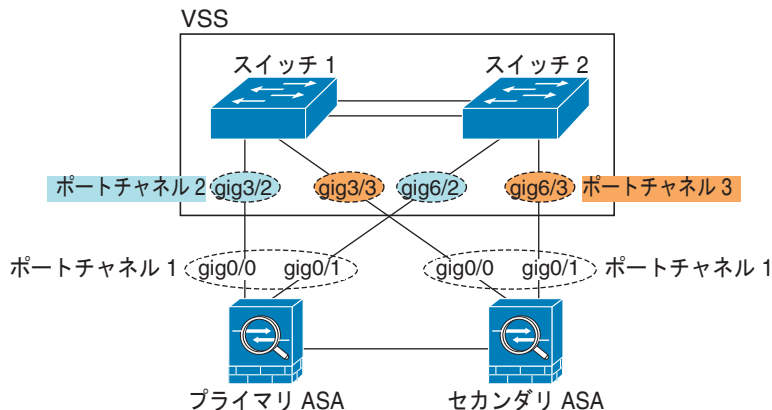 VSS
スイッチ 1 スイッチ 2
ポートチャネル 2 gig3/2 gig3/3 gig6/2 gig6/3 ポートチャネル 3
ポートチャネル 1 gig0/0 gig0/1 gig0/0 gig0/1 ポートチャネル 1
プライマリ ASA セカンダリ ASA